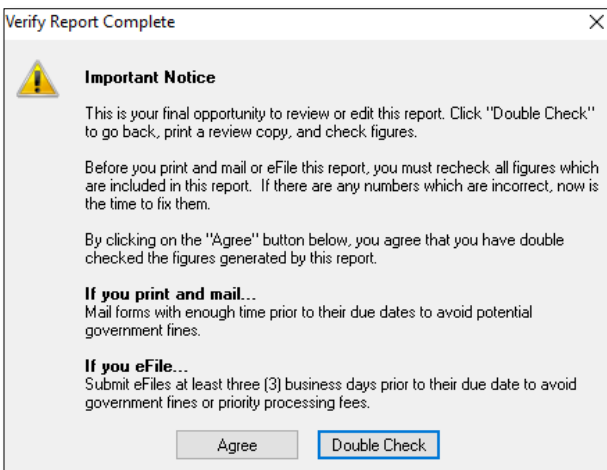 Verify Report Complete
Important Notice
This is your final opportunity to review or edit this report. Click "Double Check"
to go back, print a review copy, and check figures.
Before you print and mail or eFile this report, you must recheck all figures which
are included in this report.  If there are any numbers which are incorrect, now is
the time to fix them.
By clicking on the "Agree" button below, you agree that you have double
checked the figures generated by this report.
If you print and mail...
Mail forms with enough time prior to their due dates to avoid potential
government fines.
If you eFile...
Submit eFiles at least three (3) business days prior to their due date to avoid
government fines or priority processing fees.
Agree
Double Check